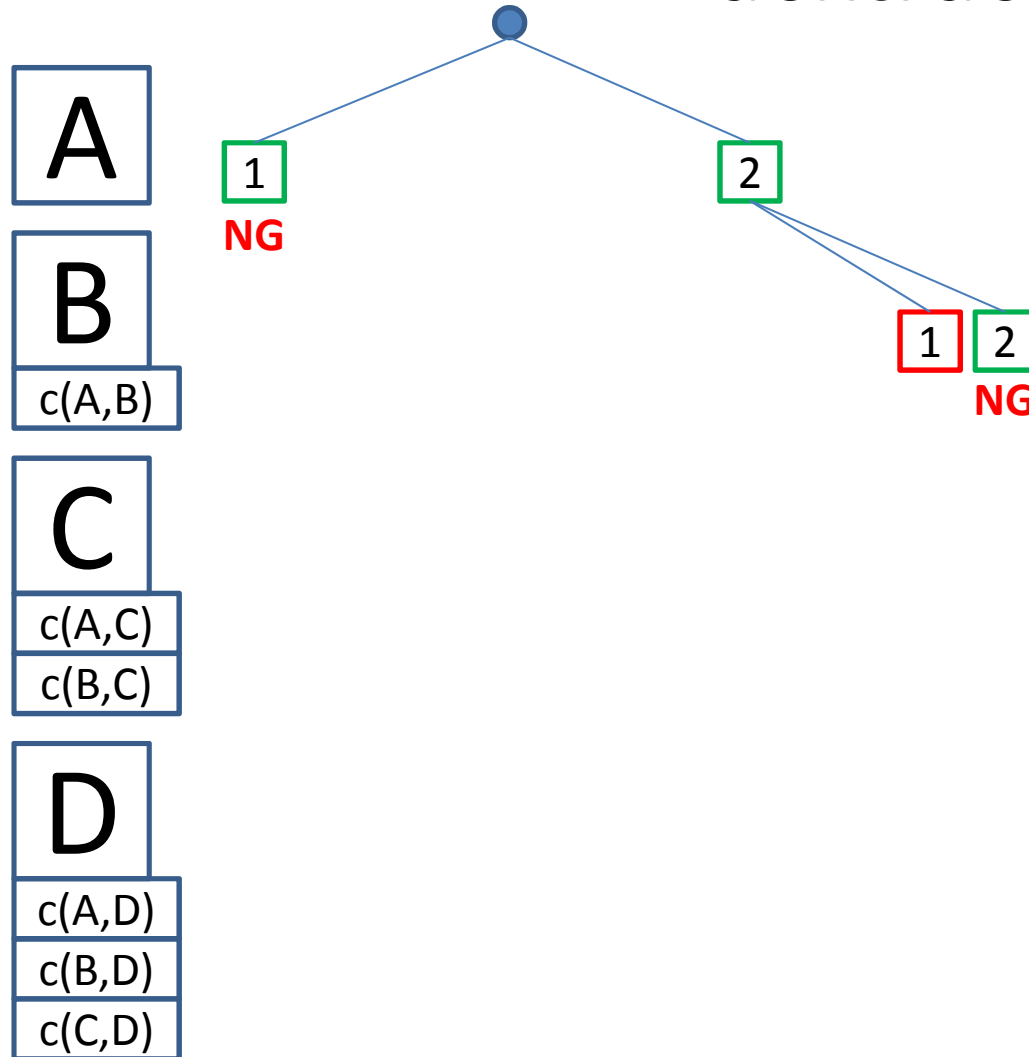 A
1
2
NG
B
1
2
NG
c(A,B)
C
c(A,C)
c(B,C)
D
c(A,D)
c(B,D)
c(C,D)